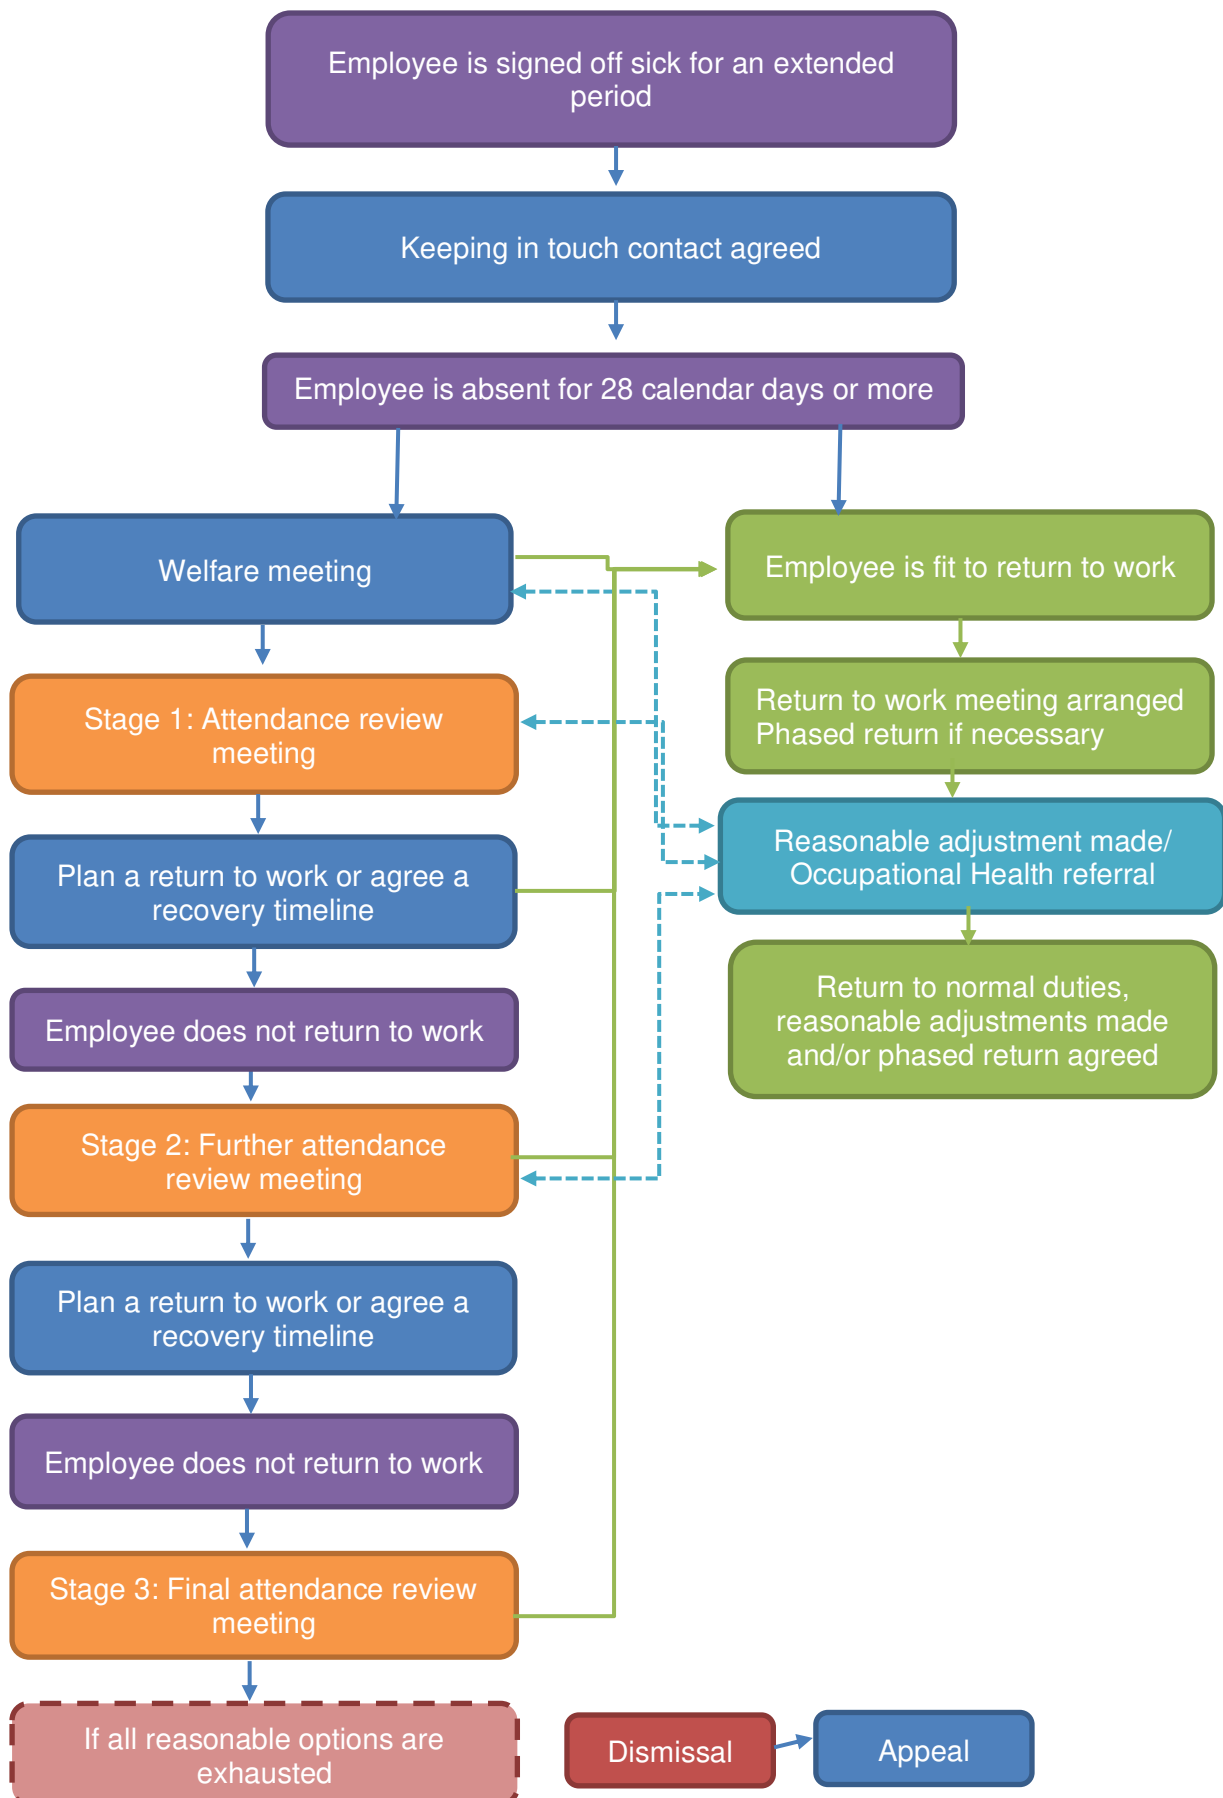 Employee is signed off sick for an extended
period
Keeping in touch contact agreed
Employee is absent for 28 calendar days or more
Welfare meeting
Employee is fit to return to work
Stage 1: Attendance review
meeting
Return to work meeting arranged
Phased return if necessary
Plan a return to work or agree a
recovery timeline
Reasonable adjustment made/
Occupational Health referral
Employee does not return to work
Return to normal duties,
reasonable adjustments made
and/or phased return agreed
Stage 2: Further attendance
review meeting
Plan a return to work or agree a
recovery timeline
Employee does not return to work
Stage 3: Final attendance review
meeting
If all reasonable options are
exhausted
Dismissal
Appeal